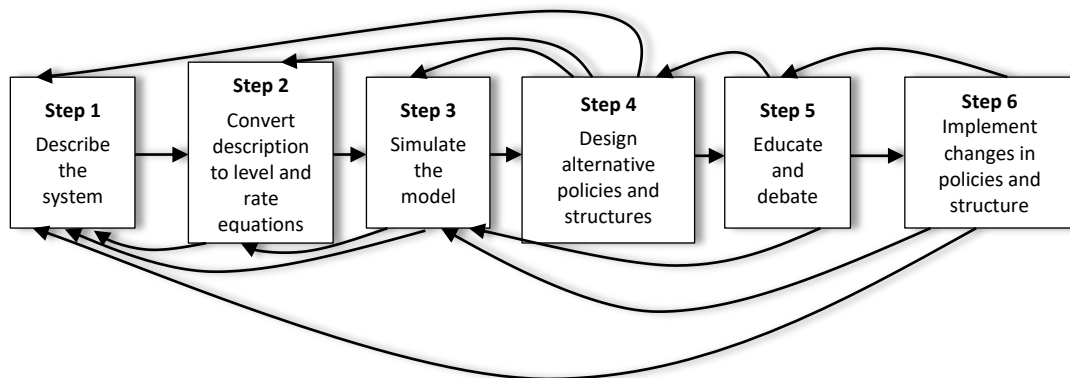 Step 1
Describe
the
system
Step 2
Convert
description
to level and
rate
equations
Step 3
Simulate
the
model
Step 4
Design
alternative
policies and
structures
Step 5
Educate
and
debate
Step 6
Implement
changes in
policies and
structure